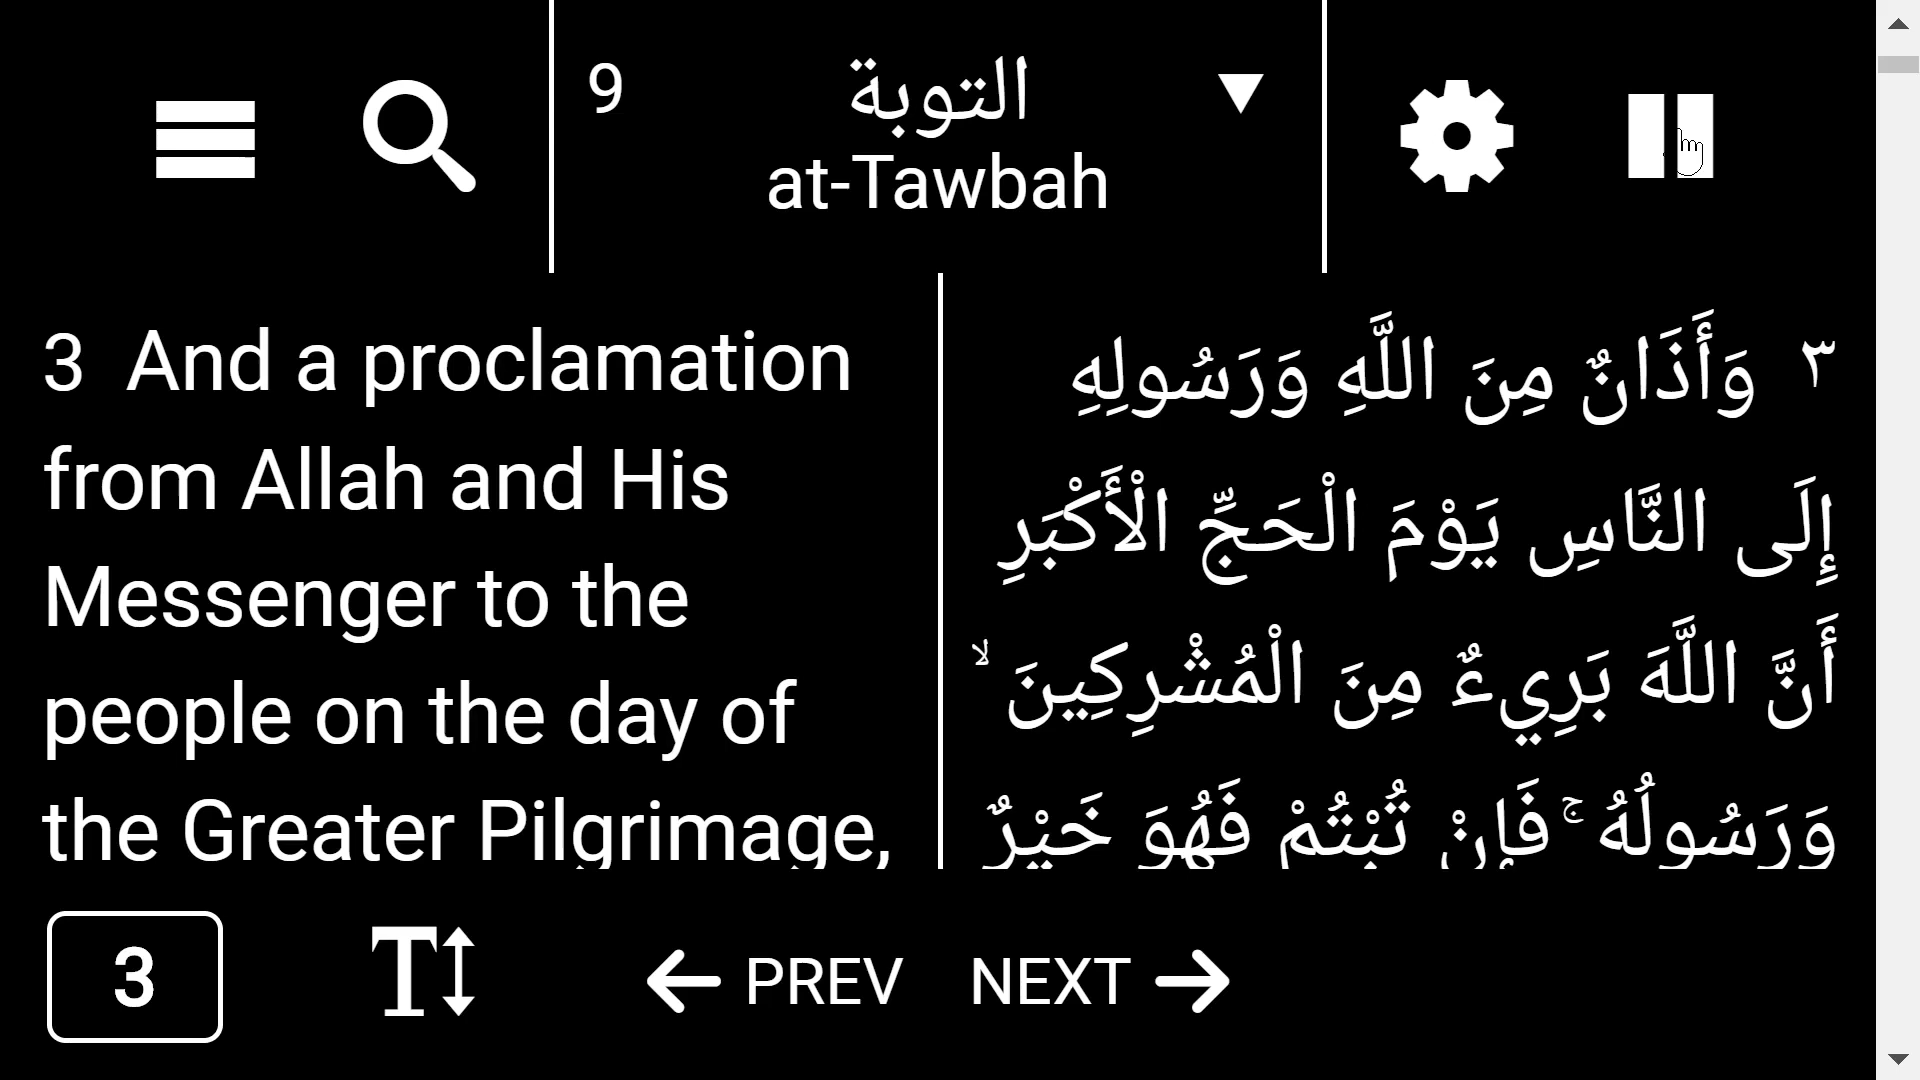 9
التوبة
at-Tawbah
3 And a proclamation
from Allah and His
Messenger to the
people on the day of
the Greater Pilgrimage,
٣ وَأَذَانٌ مِنَ اللَّهِ وَرَسُولِهِ
إِلَى النَّاسِ يَوْمَ الْحَجِّ الْأَكْبَرِ
أَنَّ اللَّهَ بَرِيءٌ مِنَ الْمُشْرِكِينَ ۙ
وَرَسُولُهُ ۚ فَإِنْ تُبْتُمْ فَهُوَ خَيْرٌ
3
T
PREV
NEXT